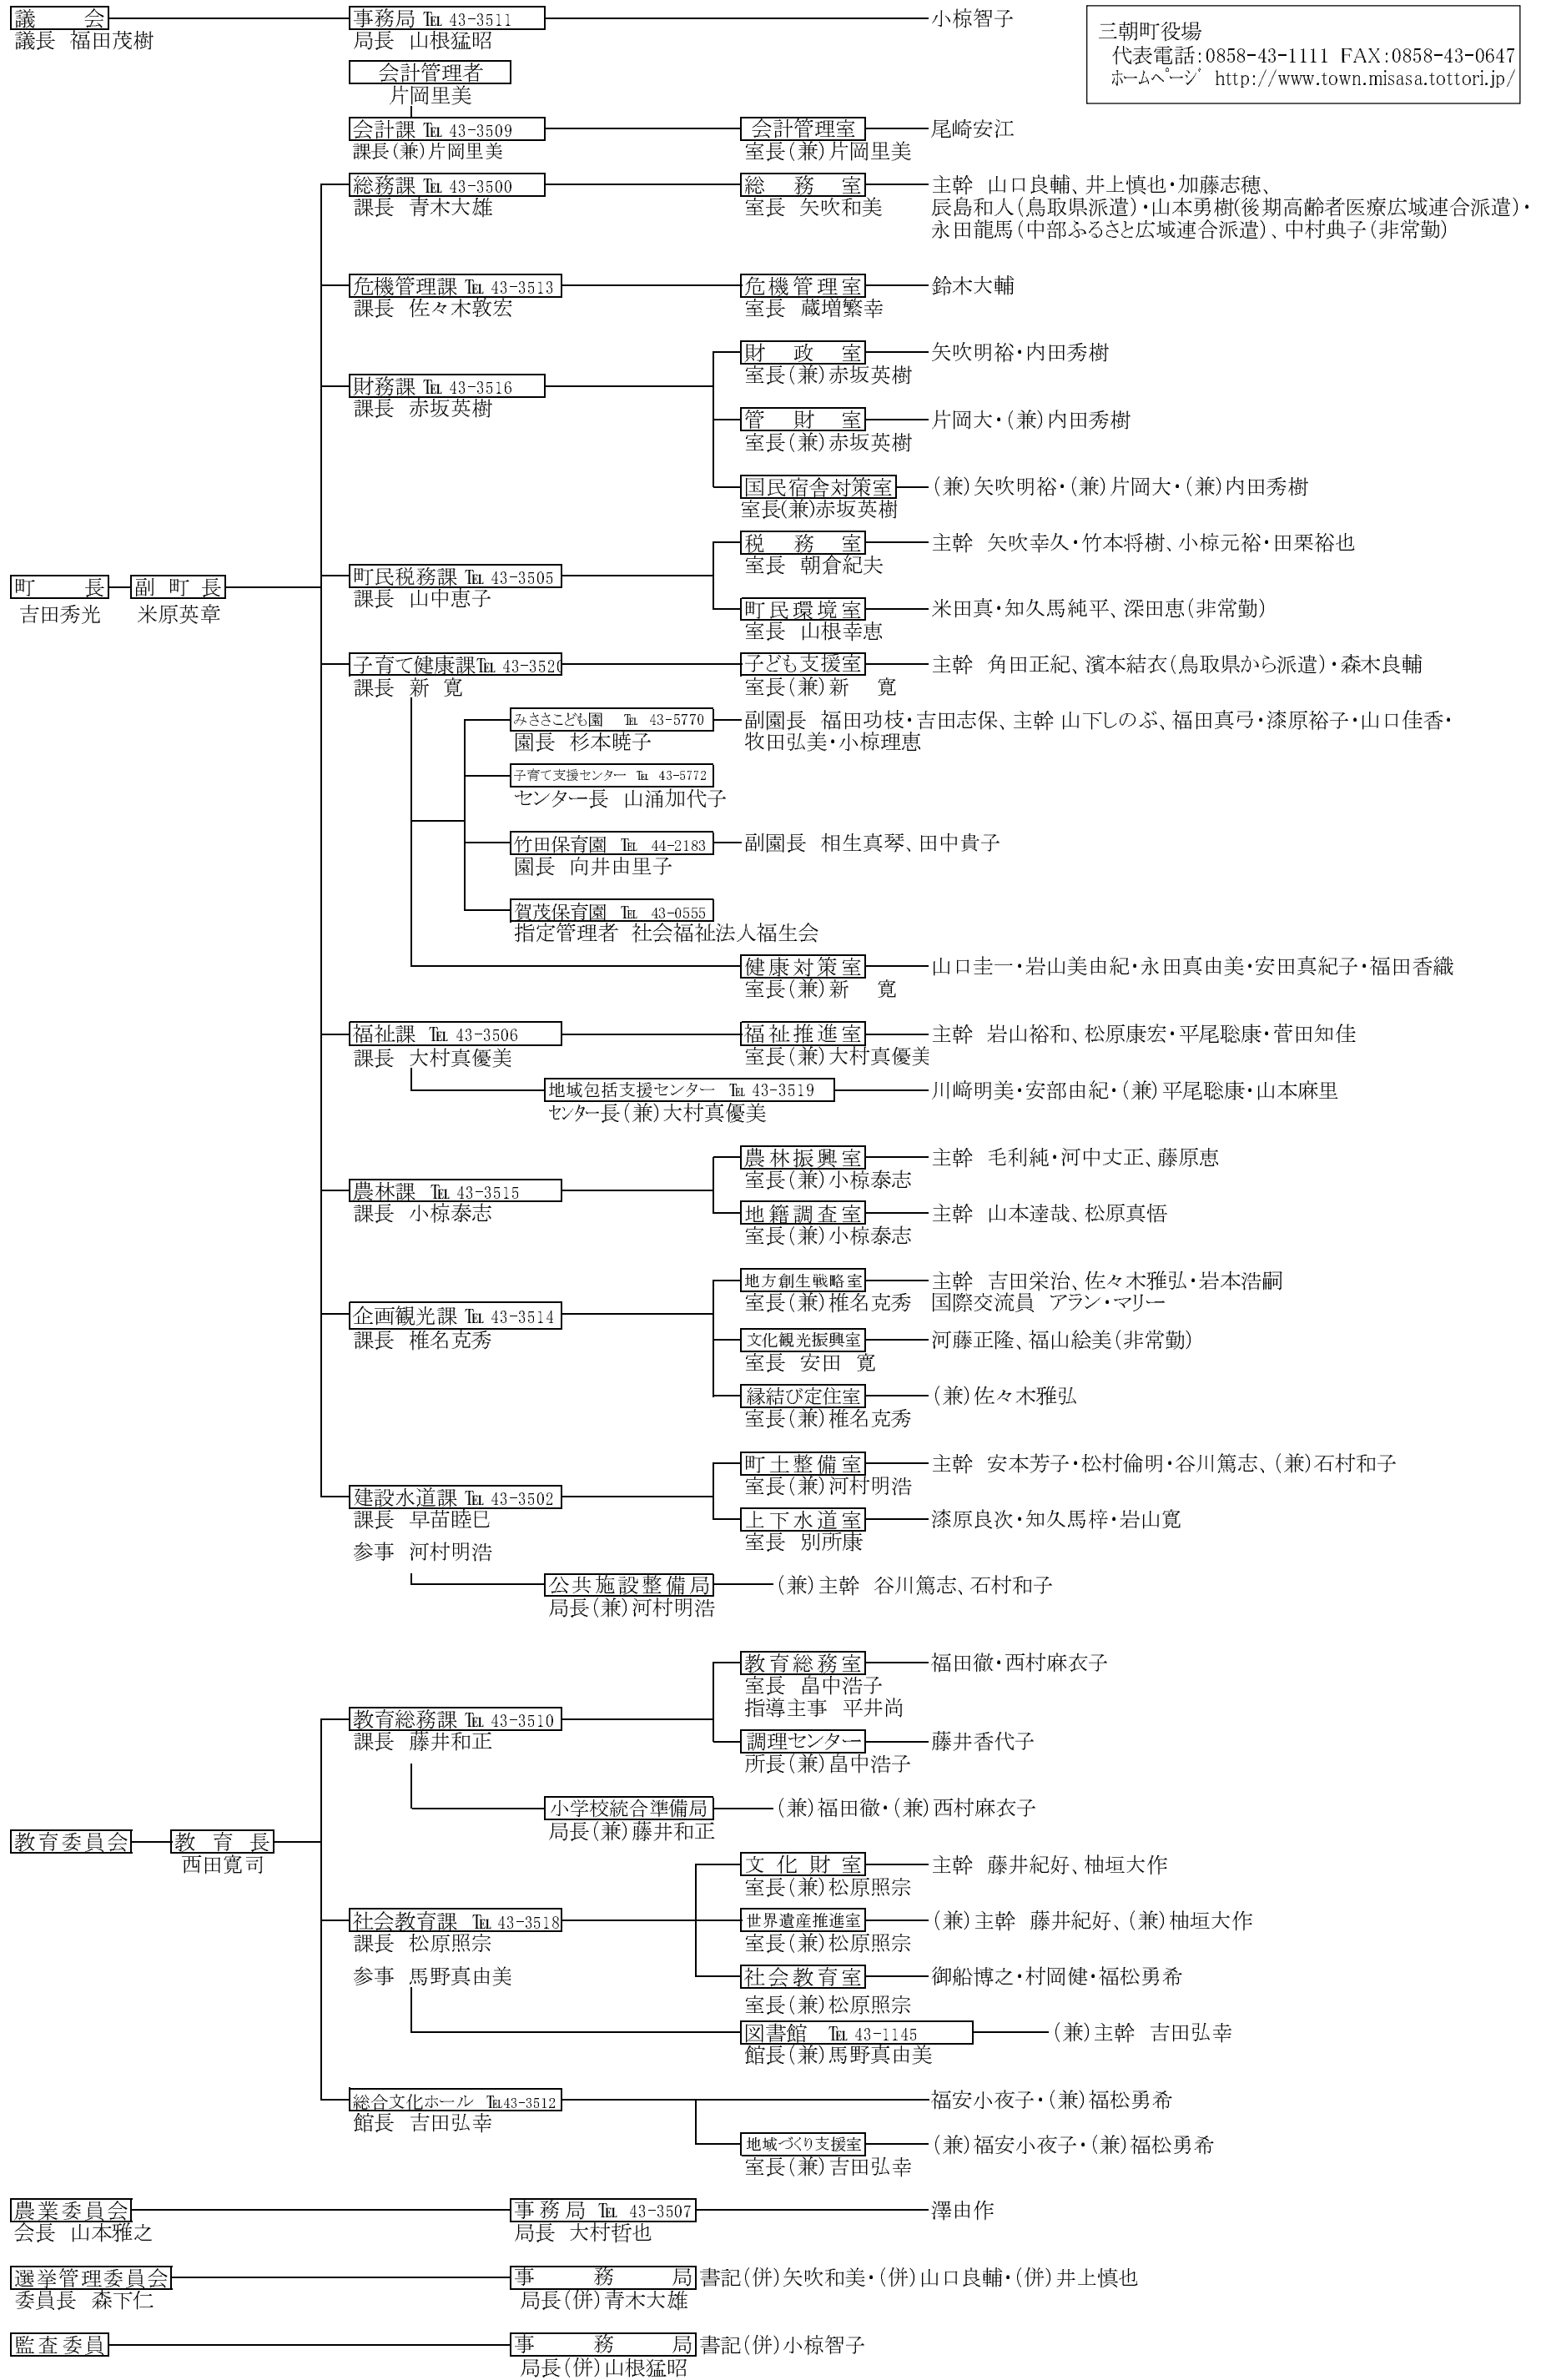 議　　会　事務局 ℡ 43-3511　小椋智子
議長　福田茂樹　局長　山根猛昭
三朝町役場
代表電話：0858-43-1111 FAX：0858-43-0647
ﾎｰﾑﾍﾟｰｼﾞ http://www.town.misasa.tottori.jp/
会計管理者
片岡里美
会計課 ℡ 43-3509　会計管理室　尾崎安江
課長（兼）片岡里美　室長（兼）片岡里美
総務課 ℡ 43-3500　総　務　室　主幹　山口良輔、井上慎也・加藤志穂、
課長　青木大雄　室長　矢吹和美　辰島和人（鳥取県派遣）・山本勇樹(後期高齢者医療広域連合派遣）・
永田龍馬（中部ふるさと広域連合派遣）、中村典子（非常勤）
危機管理課 ℡ 43-3513　危機管理室　鈴木大輔
課長　佐々木敦宏　室長　蔵増繁幸
財　政　室　矢吹明裕・内田秀樹
室長（兼）赤坂英樹
財務課 ℡ 43-3516
課長　赤坂英樹
管　財　室　片岡大・（兼）内田秀樹
室長（兼）赤坂英樹
国民宿舎対策室　（兼）矢吹明裕・（兼）片岡大・（兼）内田秀樹
室長(兼)赤坂英樹
税　務　室　主幹　矢吹幸久・竹本将樹、小椋元裕・田栗裕也
室長　朝倉紀夫
町　　長　副 町 長　町民税務課 ℡ 43-3505
吉田秀光　米原英章　課長　山中恵子
町民環境室　米田真・知久馬純平、深田恵（非常勤）
室長　山根幸恵
子育て健康課℡ 43-3520　子ども支援室　主幹　角田正紀、濱本結衣（鳥取県から派遣）・森木良輔
課長　新　寛　室長（兼）新　寛
みささこども園　℡ 43-5770　副園長　福田功枝・吉田志保、主幹 山下しのぶ、福田真弓・漆原裕子・山口佳香・
園長　杉本暁子　牧田弘美・小椋理恵
子育て支援センター ℡ 43-5772
センター長　山涌加代子
竹田保育園　℡ 44-2183　副園長　相生真琴、田中貴子
園長　向井由里子
賀茂保育園　℡ 43-0555
指定管理者　社会福祉法人福生会
健康対策室　山口圭一・岩山美由紀・永田真由美・安田真紀子・福田香織
室長（兼）新　寛
福祉課　℡ 43-3506　福祉推進室　主幹　岩山裕和、松原康宏・平尾聡康・菅田知佳
課長　大村真優美　室長（兼）大村真優美
地域包括支援センター ℡ 43-3519　川﨑明美・安部由紀・（兼）平尾聡康・山本麻里
ｾﾝﾀｰ長（兼）大村真優美
農林振興室　主幹　毛利純・河中丈正、藤原恵
室長（兼）小椋泰志
農林課　℡ 43-3515
課長　小椋泰志
地籍調査室　主幹　山本達哉、松原真悟
室長（兼）小椋泰志
地方創生戦略室　主幹　吉田栄治、佐々木雅弘・岩本浩嗣
室長（兼）椎名克秀　国際交流員　アラン・マリー
企画観光課 ℡ 43-3514
課長　椎名克秀
文化観光振興室　河藤正隆、福山絵美（非常勤）
室長　安田　寛
縁結び定住室　（兼）佐々木雅弘
室長（兼）椎名克秀
町土整備室　主幹　安本芳子・松村倫明・谷川篤志、（兼）石村和子
室長（兼）河村明浩
建設水道課 ℡ 43-3502
課長　早苗睦巳
上下水道室　漆原良次・知久馬梓・岩山寛
室長　別所康
参事　河村明浩
公共施設整備局　（兼）主幹　谷川篤志、石村和子
局長（兼）河村明浩
教育総務室　福田徹・西村麻衣子
室長　畠中浩子
指導主事　平井尚
教育総務課 ℡ 43-3510
課長　藤井和正
調理センター　藤井香代子
所長（兼）畠中浩子
小学校統合準備局　（兼）福田徹・（兼）西村麻衣子
局長（兼）藤井和正
教育委員会　教　育　長
西田寛司
文 化 財 室　主幹　藤井紀好、柚垣大作
室長（兼）松原照宗
社会教育課　℡ 43-3518　世界遺産推進室　（兼）主幹　藤井紀好、（兼）柚垣大作
課長　松原照宗　室長（兼）松原照宗
参事　馬野真由美　社会教育室　御船博之・村岡健・福松勇希
室長（兼）松原照宗
図書館　℡ 43-1145　（兼）主幹　吉田弘幸
館長（兼）馬野真由美
総合文化ホール　℡43-3512　福安小夜子・（兼）福松勇希
館長　吉田弘幸
地域づくり支援室　（兼）福安小夜子・（兼）福松勇希
室長（兼）吉田弘幸
農業委員会　事務局 ℡ 43-3507　澤由作
会長　山本雅之　局長　大村哲也
選挙管理委員会　事　務　局　書記（併）矢吹和美・（併）山口良輔・（併）井上慎也
委員長　森下仁　局長（併）青木大雄
監査委員　事　務　局　書記（併）小椋智子
局長（併）山根猛昭